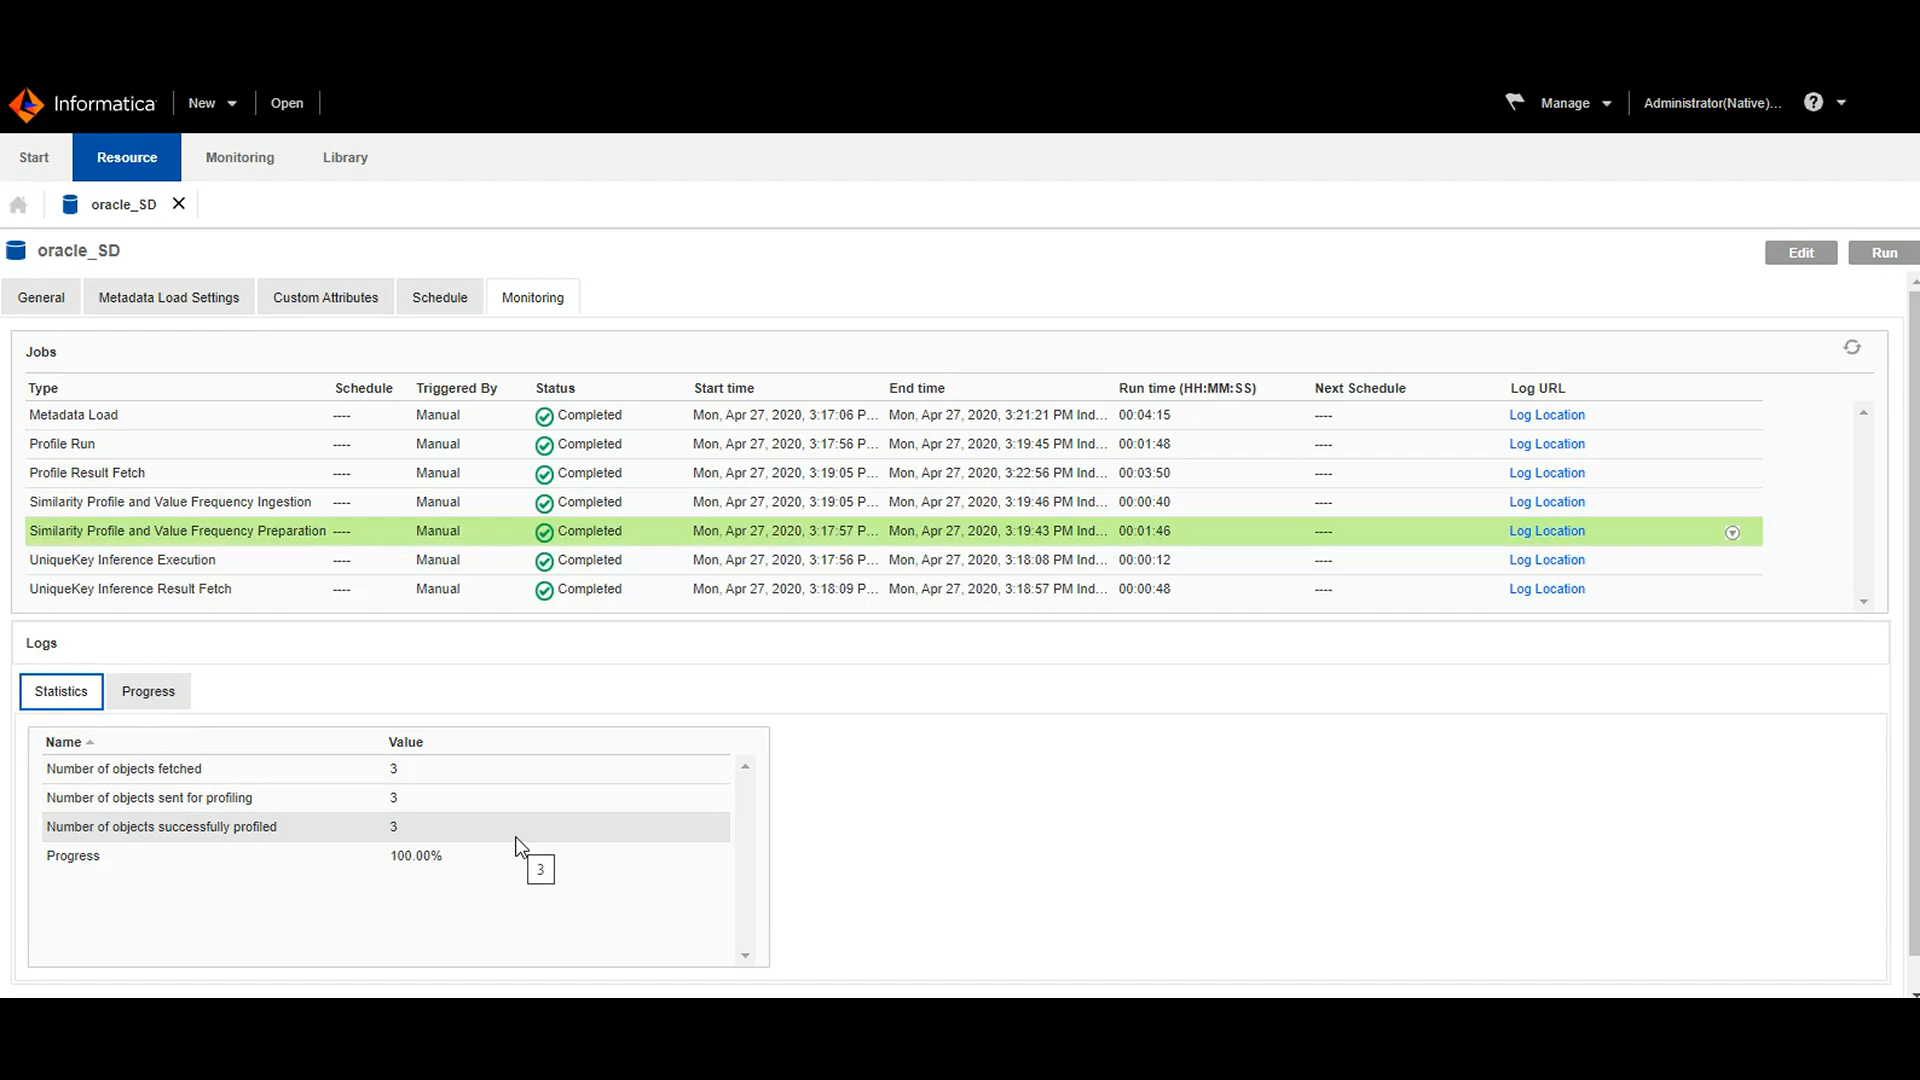 Informatica New Open Manage Administrator(Native)... ?
Start Resource Monitoring Library
oracle_SD
oracle_SD Edit Run
General Metadata Load Settings Custom Attributes Schedule Monitoring
Jobs
Type Schedule Triggered By Status Start time End time Run time (HH:MM:SS) Next Schedule Log URL
Metadata Load ---- Manual Completed Mon, Apr 27, 2020, 3:17:06 P... Mon, Apr 27, 2020, 3:21:21 PM Ind... 00:04:15 ---- Log Location
Profile Run ---- Manual Completed Mon, Apr 27, 2020, 3:17:56 P... Mon, Apr 27, 2020, 3:19:45 PM Ind... 00:01:48 ---- Log Location
Profile Result Fetch ---- Manual Completed Mon, Apr 27, 2020, 3:19:05 P... Mon, Apr 27, 2020, 3:22:56 PM Ind... 00:03:50 ---- Log Location
Similarity Profile and Value Frequency Ingestion ---- Manual Completed Mon, Apr 27, 2020, 3:19:05 P... Mon, Apr 27, 2020, 3:19:46 PM Ind... 00:00:40 ---- Log Location
Similarity Profile and Value Frequency Preparation ---- Manual Completed Mon, Apr 27, 2020, 3:17:57 P... Mon, Apr 27, 2020, 3:19:43 PM Ind... 00:01:46 ---- Log Location
UniqueKey Inference Execution ---- Manual Completed Mon, Apr 27, 2020, 3:17:56 P... Mon, Apr 27, 2020, 3:18:08 PM Ind... 00:00:12 ---- Log Location
UniqueKey Inference Result Fetch ---- Manual Completed Mon, Apr 27, 2020, 3:18:09 P... Mon, Apr 27, 2020, 3:18:57 PM Ind... 00:00:48 ---- Log Location
Logs
Statistics Progress
Name Value
Number of objects fetched 3
Number of objects sent for profiling 3
Number of objects successfully profiled 3
Progress 100.00%
3